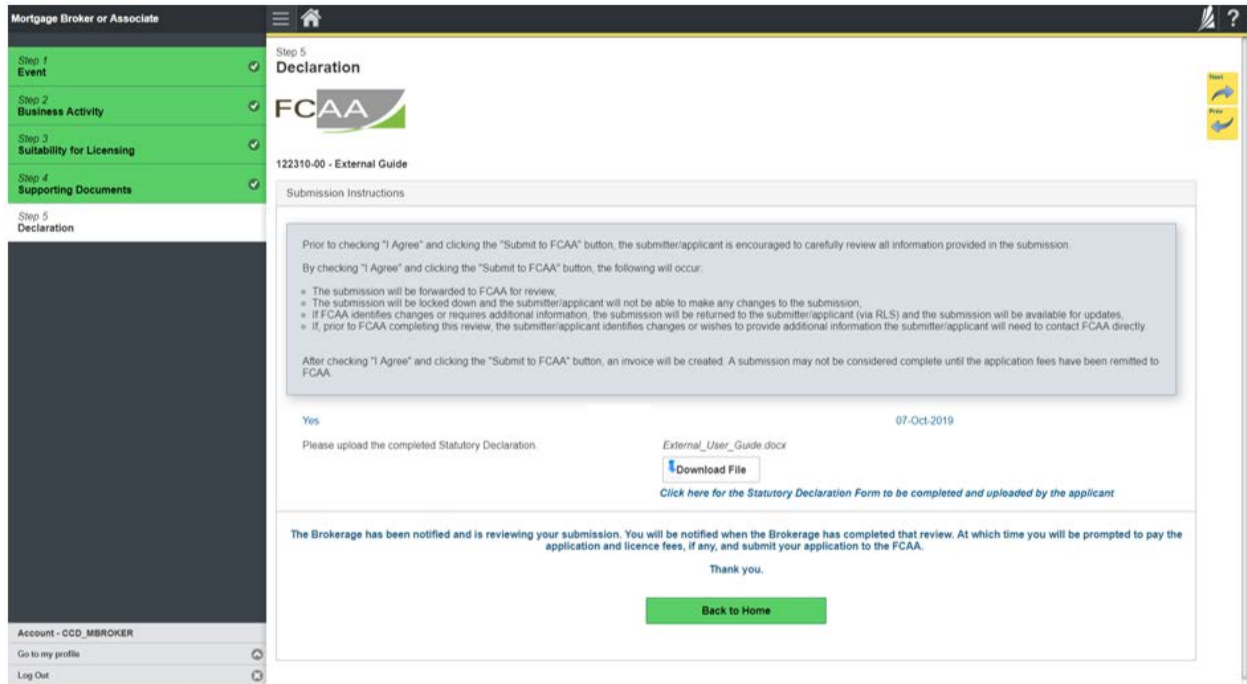 Mortgage Broker or Associate
?
Step 1
Event
Step 2
Business Activity
Step 3
Suitability for Licensing
Step 4
Supporting Documents
Step 5
Declaration
Account - CCD_MBROKER
Go to my profile
Log Out
Step 5
Declaration
FCAA
Next
Prev
122310-00 - External Guide
Submission Instructions
Prior to checking "I Agree" and clicking the "Submit to FCAA" button, the submitter/applicant is encouraged to carefully review all information provided in the submission.
By checking "I Agree" and clicking the "Submit to FCAA" button, the following will occur:
The submission will be forwarded to FCAA for review,
The submission will be locked down and the submitter/applicant will not be able to make any changes to the submission,
If FCAA identifies changes or requires additional information, the submission will be returned to the submitter/applicant (via RLS) and the submission will be available for updates,
If, prior to FCAA completing this review, the submitter/applicant identifies changes or wishes to provide additional information the submitter/applicant will need to contact FCAA directly.
After checking "I Agree" and clicking the "Submit to FCAA" button, an invoice will be created. A submission may not be considered complete until the application fees have been remitted to
FCAA.
Yes
07-Oct-2019
Please upload the completed Statutory Declaration.
External_User_Guide.docx
Download File
Click here for the Statutory Declaration Form to be completed and uploaded by the applicant
The Brokerage has been notified and is reviewing your submission. You will be notified when the Brokerage has completed that review. At which time you will be prompted to pay the
application and licence fees, if any, and submit your application to the FCAA.
Thank you.
Back to Home